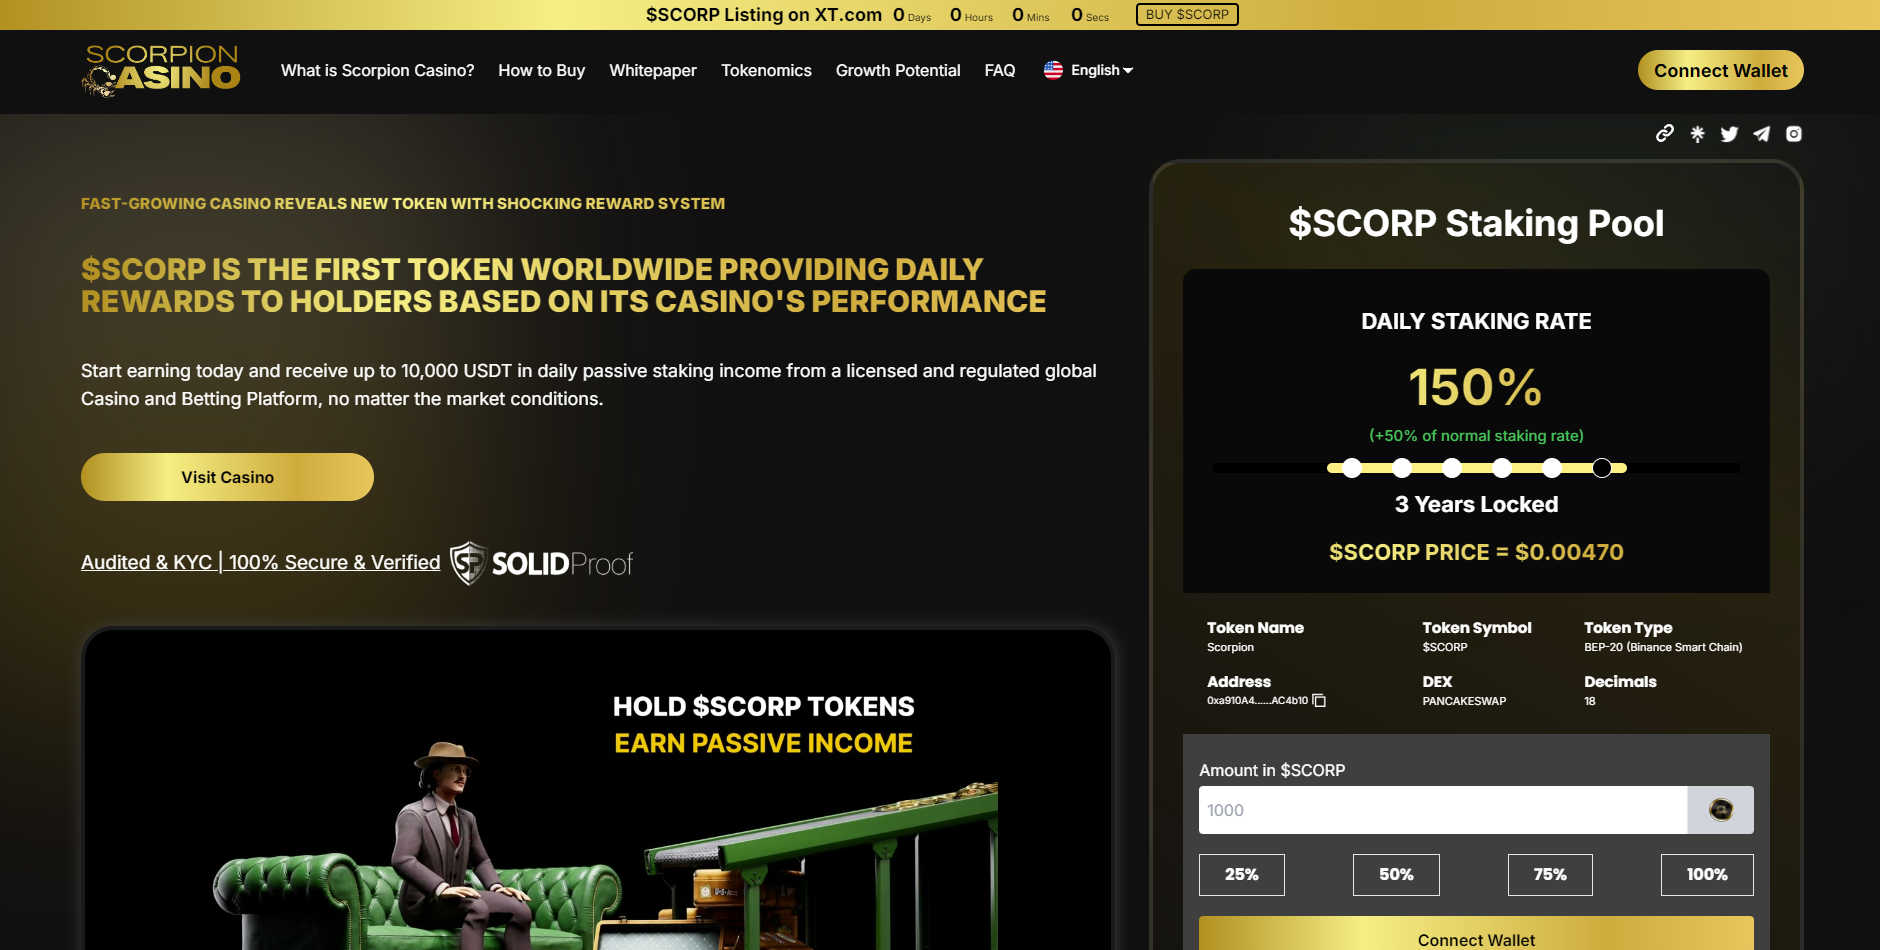 $SCORP Listing on XT.com 0 Days 0 Hours 0 Mins 0 Secs BUY $SCORP
SCORPION
CASINO
What is Scorpion Casino? How to Buy Whitepaper Tokenomics Growth Potential FAQ English Connect Wallet
FAST-GROWING CASINO REVEALS NEW TOKEN WITH SHOCKING REWARD SYSTEM
$SCORP IS THE FIRST TOKEN WORLDWIDE PROVIDING DAILY
REWARDS TO HOLDERS BASED ON ITS CASINO'S PERFORMANCE
Start earning today and receive up to 10,000 USDT in daily passive staking income from a licensed and regulated global
Casino and Betting Platform, no matter the market conditions.
Visit Casino
Audited & KYC | 100% Secure & Verified SP SOLIDProof
HOLD $SCORP TOKENS
EARN PASSIVE INCOME
$SCORP Staking Pool
DAILY STAKING RATE
150%
(+50% of normal staking rate)
3 Years Locked
$SCORP PRICE = $0.00470
Token Name Token Symbol Token Type
Scorpion $SCORP BEP-20 (Binance Smart Chain)
Address DEX Decimals
0xa910A4......AC4b10 PANCAKESWAP 18
Amount in $SCORP
1000
25% 50% 75% 100%
Connect Wallet